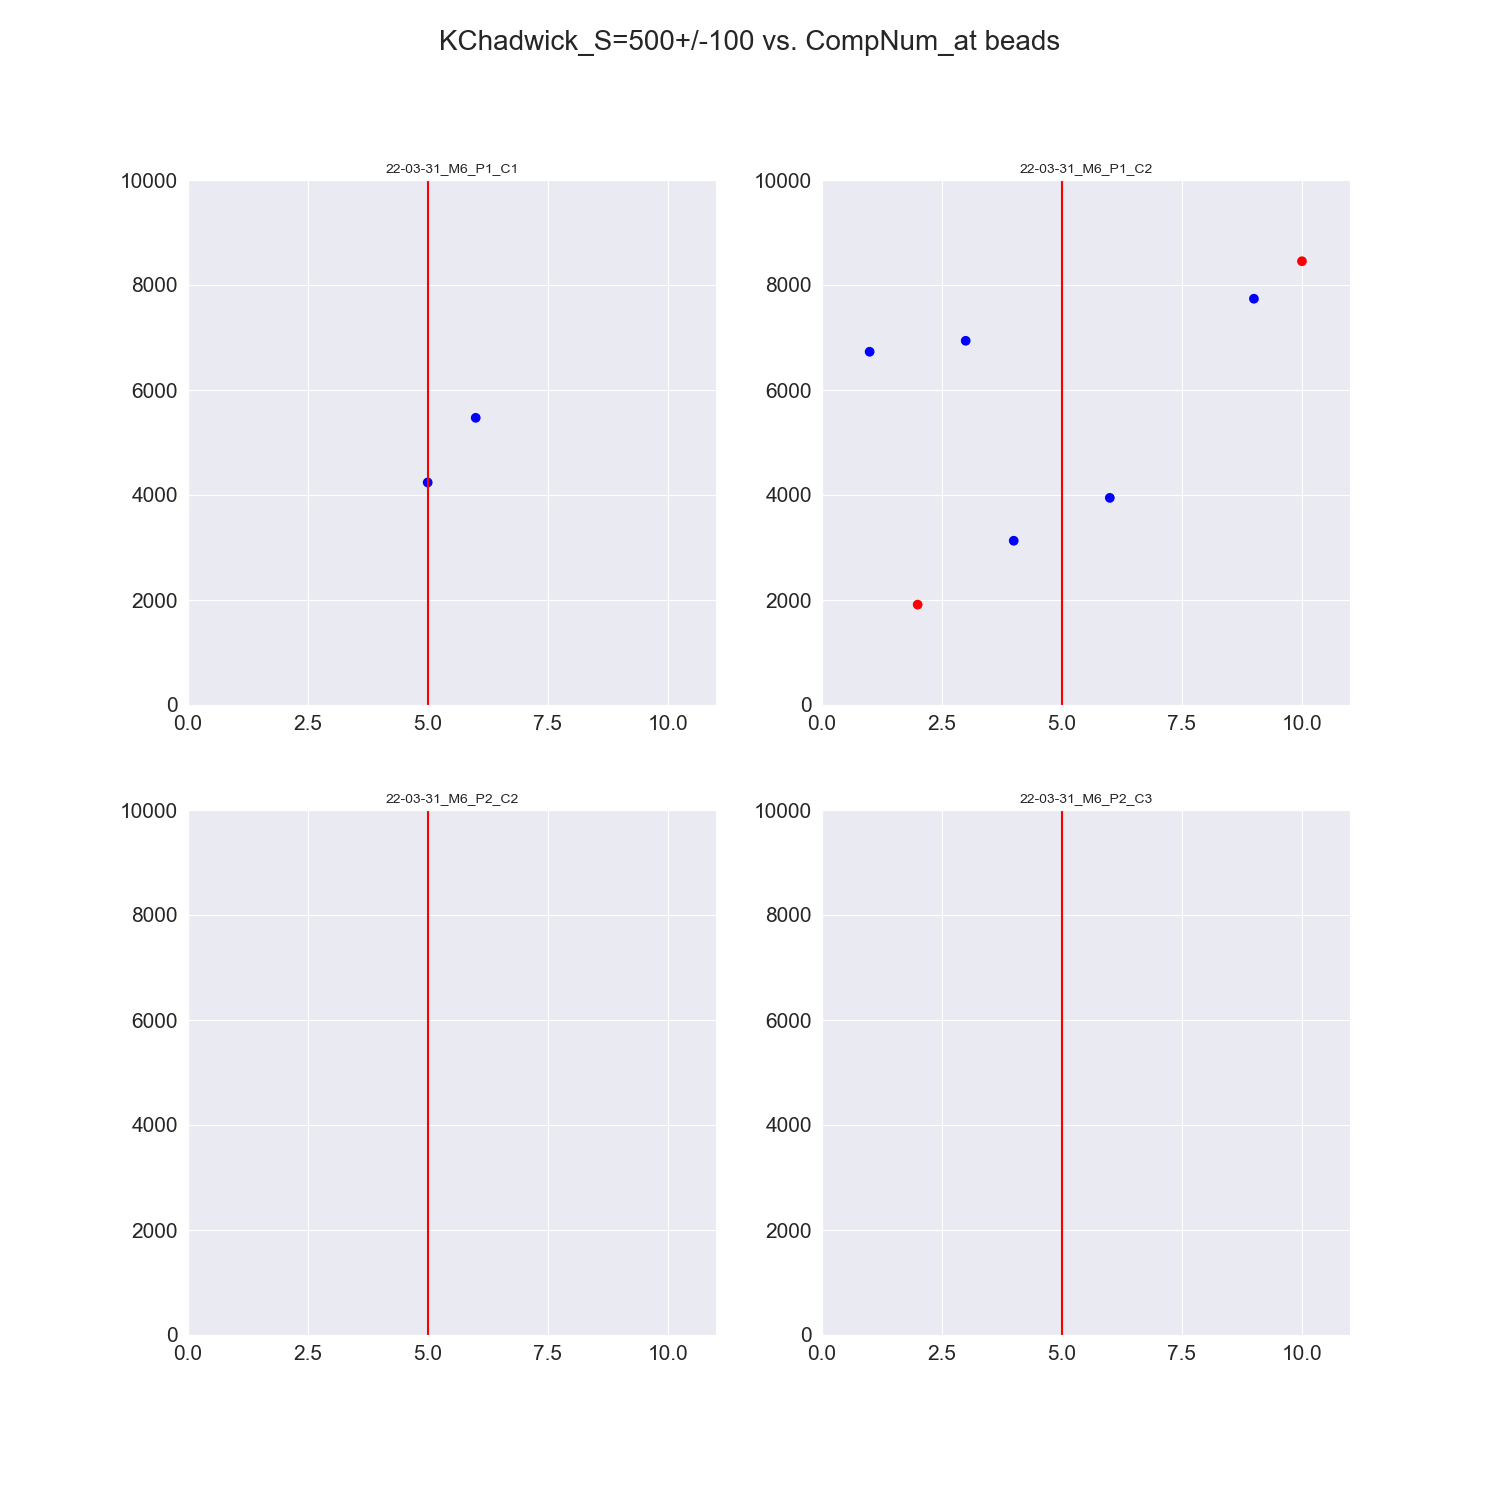 KChadwick_S=500+/-100 vs. CompNum_at beads
22-03-31_M6_P1_C1
10000
8000
6000
4000
2000
0
0.0 2.5 5.0 7.5 10.0
22-03-31_M6_P1_C2
10000
8000
6000
4000
2000
0
0.0 2.5 5.0 7.5 10.0
22-03-31_M6_P2_C2
10000
8000
6000
4000
2000
0
0.0 2.5 5.0 7.5 10.0
22-03-31_M6_P2_C3
10000
8000
6000
4000
2000
0
0.0 2.5 5.0 7.5 10.0